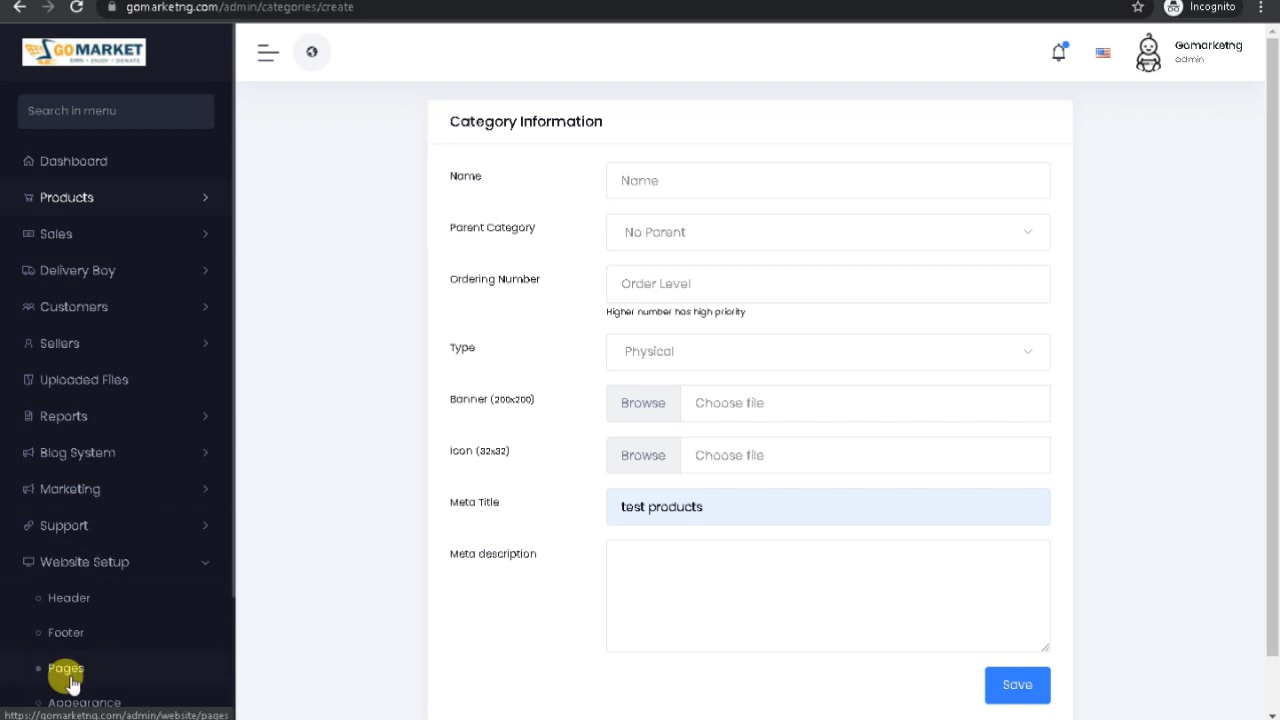 gomarketng.com/admin/categories/create
Incognito
GOMARKET
EARN - ENJOY - DONATE
Gomarketng
admin
Search in menu
Dashboard
Products
Sales
Delivery Boy
Customers
Sellers
Uploaded Files
Reports
Blog System
Marketing
Support
Website Setup
Header
Footer
Pages
Appearance
https://gomarketng.com/admin/website/pages
Category Information
Name
Name
Parent Category
No Parent
Ordering Number
Order Level
Higher number has high priority
Type
Physical
Banner (200x200)
Browse
Choose file
icon (32x32)
Browse
Choose file
Meta Title
test products
Meta description
Save